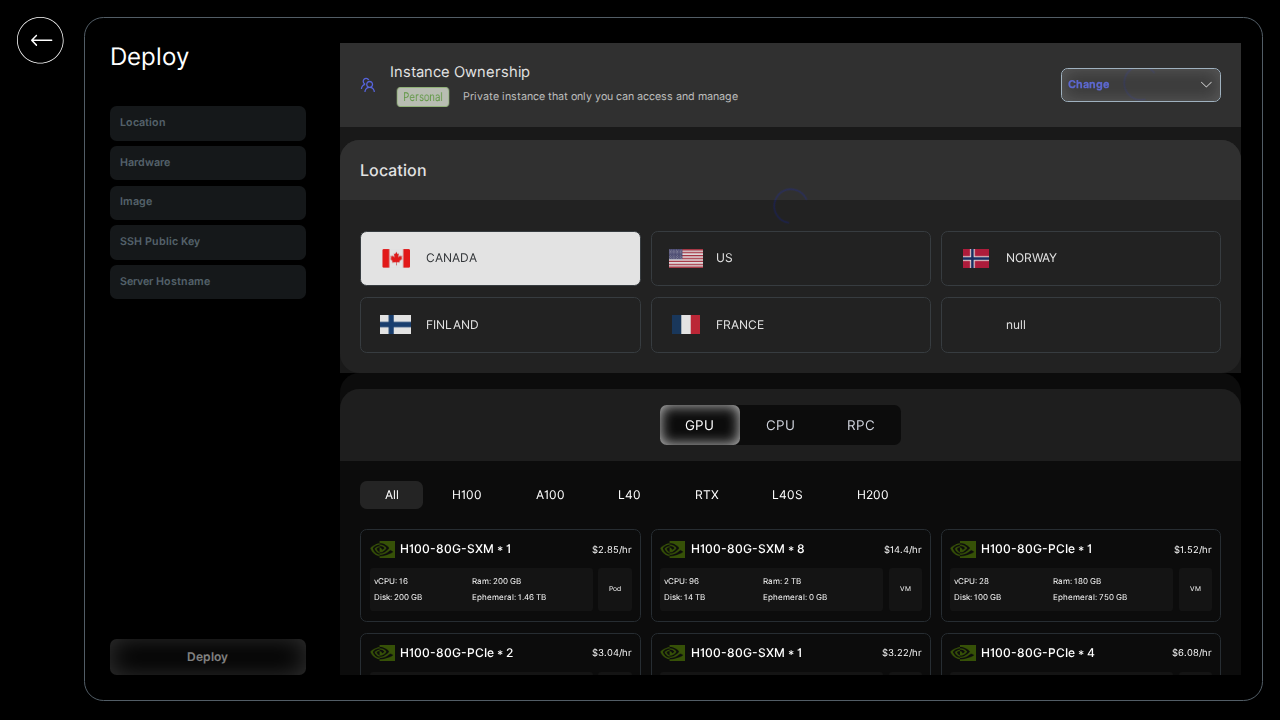 Deploy
Location
Hardware
Image
SSH Public Key
Server Hostname
Deploy
Instance Ownership
Personal Private instance that only you can access and manage
Change
Location
CANADA US NORWAY
FINLAND FRANCE null
GPU CPU RPC
All H100 A100 L40 RTX L40S H200
H100-80G-SXM * 1 $2.85/hr
vCPU: 16 Ram: 200 GB
Disk: 200 GB Ephemeral: 1.46 TB
Pod
H100-80G-SXM * 8 $14.4/hr
vCPU: 96 Ram: 2 TB
Disk: 14 TB Ephemeral: 0 GB
VM
H100-80G-PCIe * 1 $1.52/hr
vCPU: 28 Ram: 180 GB
Disk: 100 GB Ephemeral: 750 GB
VM
H100-80G-PCIe * 2 $3.04/hr
H100-80G-SXM * 1 $3.22/hr
H100-80G-PCIe * 4 $6.08/hr